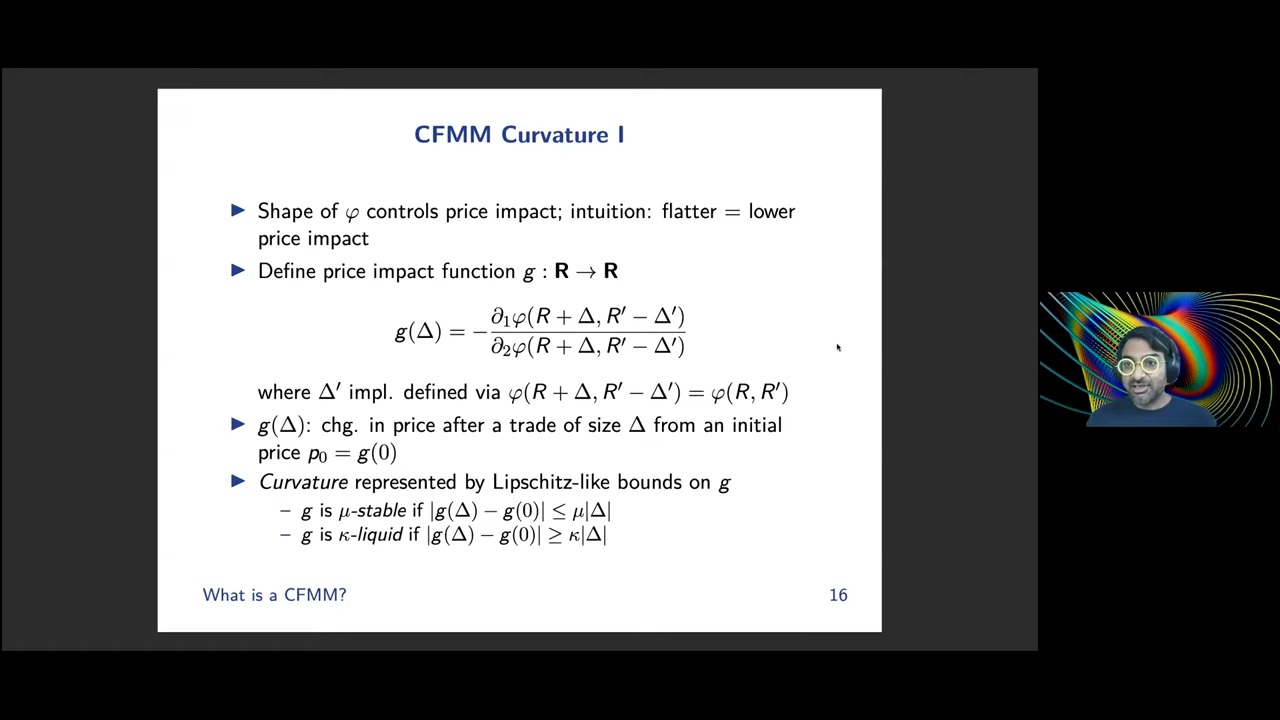 CFMM Curvature I
▶ Shape of φ controls price impact; intuition: flatter = lower
price impact
▶ Define price impact function g : R → R
g(Δ) = −∂₁φ(R + Δ, R′ − Δ′) / ∂₂φ(R + Δ, R′ − Δ′)
where Δ′ impl. defined via φ(R + Δ, R′ − Δ′) = φ(R, R′)
▶ g(Δ): chg. in price after a trade of size Δ from an initial
price p₀ = g(0)
▶ Curvature represented by Lipschitz-like bounds on g
– g is μ-stable if |g(Δ) − g(0)| ≤ μ|Δ|
– g is κ-liquid if |g(Δ) − g(0)| ≥ κ|Δ|
What is a CFMM? 16